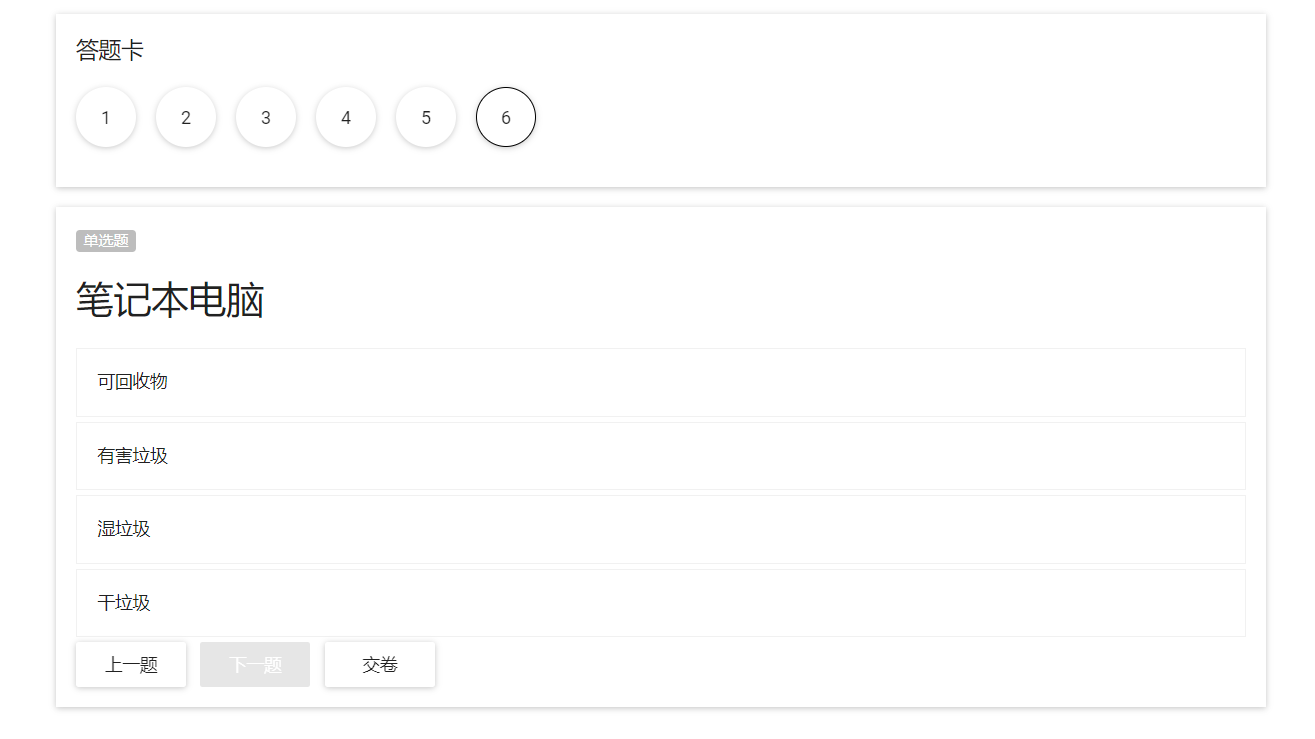 答题卡
1 2 3 4 5 6
单选题
笔记本电脑
可回收物
有害垃圾
湿垃圾
干垃圾
上一题 下一题 交卷